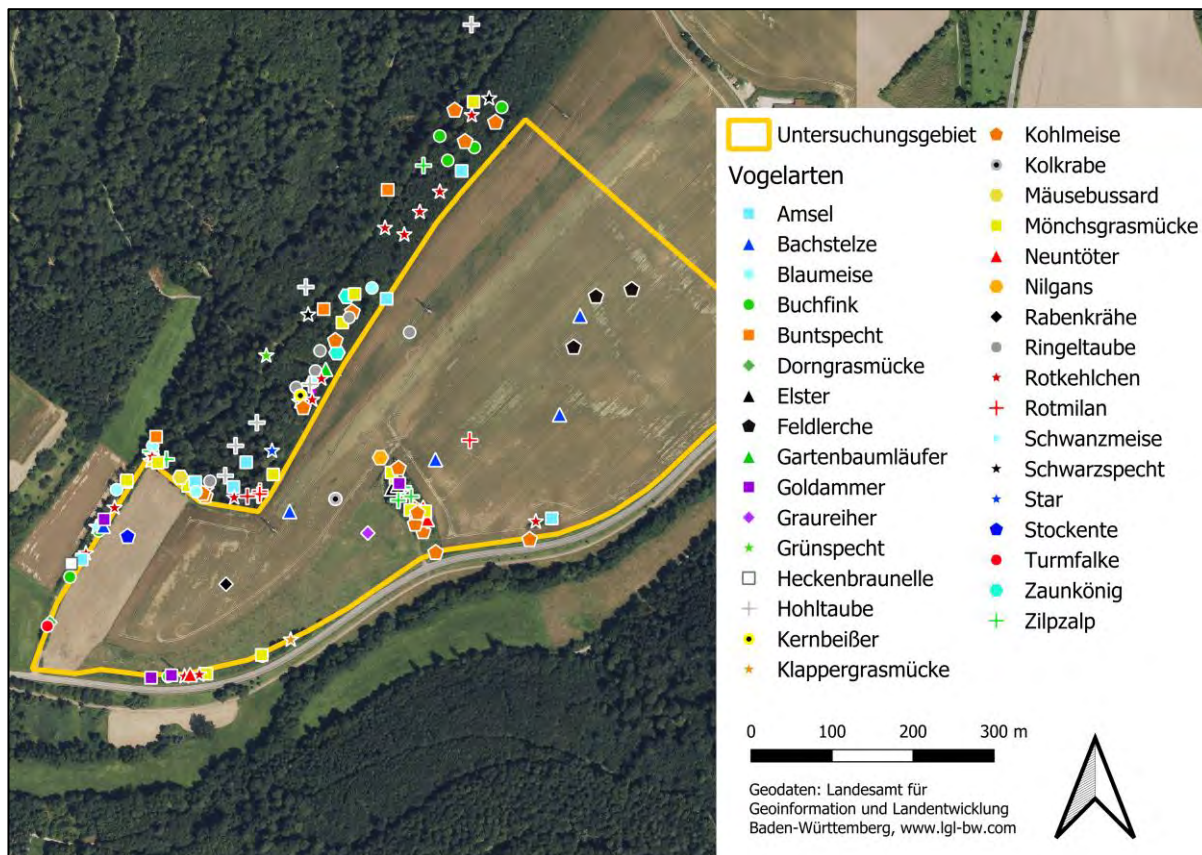 Untersuchungsgebiet
Vogelarten
Amsel
Bachstelze
Blaumeise
Buchfink
Buntspecht
Dorngrasmücke
Elster
Feldlerche
Gartenbaumläufer
Goldammer
Graureiher
Grünspecht
Heckenbraunelle
Hohltaube
Kernbeißer
Klappergrasmücke
Kohlmeise
Kolkrabe
Mäusebussard
Mönchsgrasmücke
Neuntöter
Nilgans
Rabenkrähe
Ringeltaube
Rotkehlchen
Rotmilan
Schwanzmeise
Schwarzspecht
Star
Stockente
Turmfalke
Zaunkönig
Zilpzalp
0 100 200 300 m
Geodaten: Landesamt für
Geoinformation und Landentwicklung
Baden-Württemberg, www.lgl-bw.com